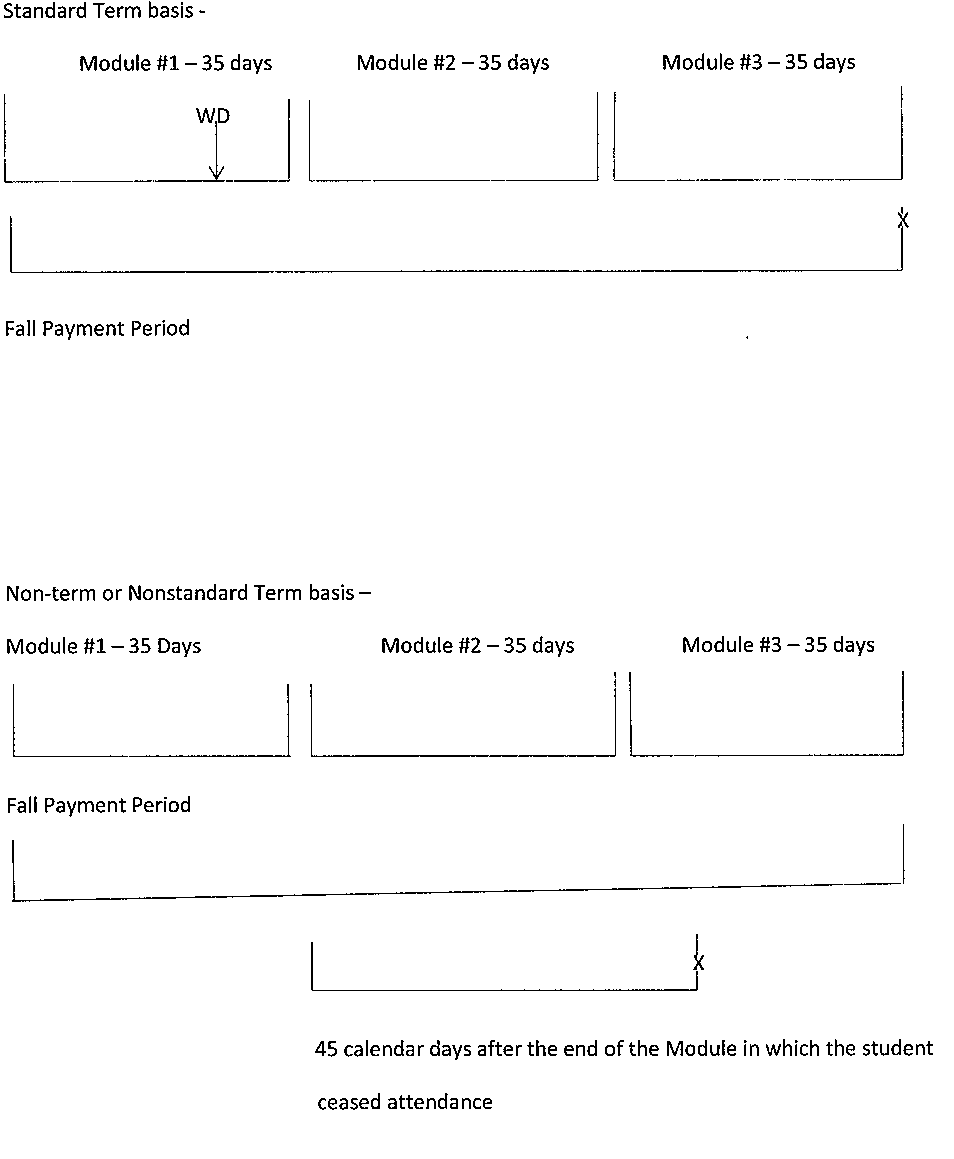 Standard Term basis -
Module #1 – 35 days Module #2 – 35 days Module #3 – 35 days
WD
X
Fall Payment Period
Non-term or Nonstandard Term basis –
Module #1 – 35 Days Module #2 – 35 days Module #3 – 35 days
Fall Payment Period
X
45 calendar days after the end of the Module in which the student
ceased attendance